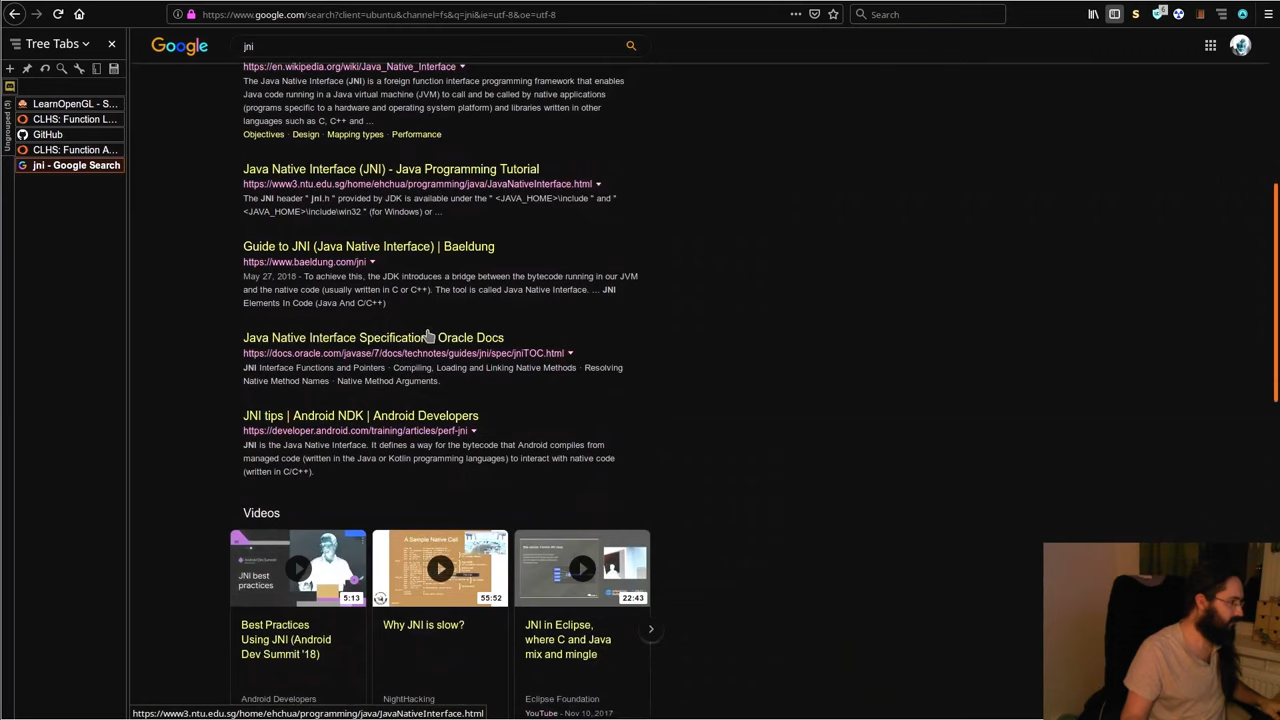 https://www.google.com/search?client=ubuntu&channel=fs&q=jni&ie=utf-8&oe=utf-8
Search
6
S
Tree Tabs
Google
jni
Ungrouped (5)
LearnOpenGL - S...
CLHS: Function L...
GitHub
CLHS: Function A...
jni - Google Search
https://en.wikipedia.org/wiki/Java_Native_Interface
The Java Native Interface (JNI) is a foreign function interface programming framework that enables
Java code running in a Java virtual machine (JVM) to call and be called by native applications
(programs specific to a hardware and operating system platform) and libraries written in other
languages such as C, C++ and ...
Objectives · Design · Mapping types · Performance
Java Native Interface (JNI) - Java Programming Tutorial
https://www3.ntu.edu.sg/home/ehchua/programming/java/JavaNativeInterface.html
The JNI header " jni.h " provided by JDK is available under the " <JAVA_HOME>\include " and "
<JAVA_HOME>\include\win32 " (for Windows) or ...
Guide to JNI (Java Native Interface) | Baeldung
https://www.baeldung.com/jni
May 27, 2018 - To achieve this, the JDK introduces a bridge between the bytecode running in our JVM
and the native code (usually written in C or C++). The tool is called Java Native Interface. ... JNI
Elements In Code (Java And C/C++)
Java Native Interface Specification Oracle Docs
https://docs.oracle.com/javase/7/docs/technotes/guides/jni/spec/jniTOC.html
JNI Interface Functions and Pointers · Compiling, Loading and Linking Native Methods · Resolving
Native Method Names · Native Method Arguments.
JNI tips | Android NDK | Android Developers
https://developer.android.com/training/articles/perf-jni
JNI is the Java Native Interface. It defines a way for the bytecode that Android compiles from
managed code (written in the Java or Kotlin programming languages) to interact with native code
(written in C/C++).
Videos
JNI best
practices
5:13
A Sample Native Call
55:52
22:43
Best Practices
Using JNI (Android
Dev Summit '18)
Android Developers
Why JNI is slow?
NightHacking
JNI in Eclipse,
where C and Java
mix and mingle
Eclipse Foundation
YouTube - Nov 10, 2017
https://www3.ntu.edu.sg/home/ehchua/programming/java/JavaNativeInterface.html